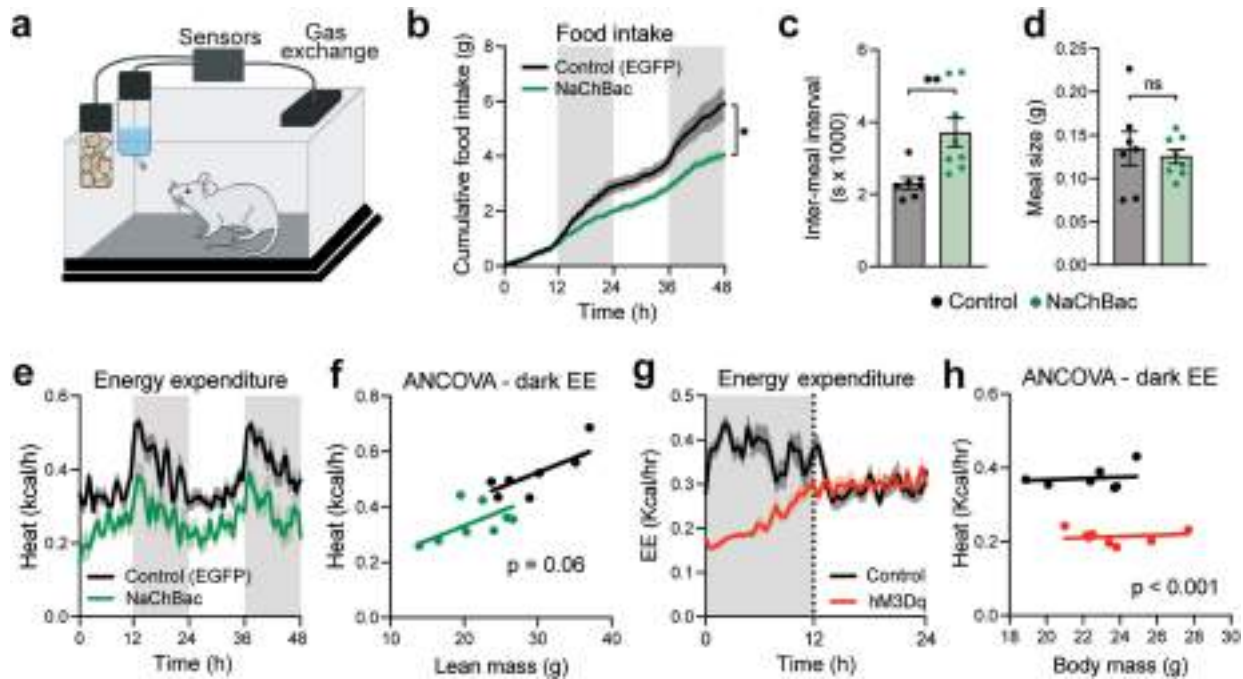 a
Sensors
Gas
exchange
b
Food intake
Control (EGFP)
NaChBac
Cumulative food intake (g)
8
6
4
2
0
0 12 24 36 48
Time (h)
c
Inter-meal interval
(s x 1000)
6
4
2
0
d
ns
Meal size (g)
0.25
0.20
0.15
0.10
0.05
0.00
Control NaChBac
e
Energy expenditure
Heat (kcal/h)
0.6
0.4
0.2
0.0
Control (EGFP)
NaChBac
0 12 24 36 48
Time (h)
f
ANCOVA - dark EE
Heat (kcal/h)
0.8
0.6
0.4
0.2
0.0
p = 0.06
10 20 30 40
Lean mass (g)
g
Energy expenditure
EE (Kcal/hr)
0.5
0.4
0.3
0.2
0.1
0.0
Control
hM3Dq
0 12 24
Time (h)
h
ANCOVA - dark EE
Heat (Kcal/hr)
0.6
0.4
0.2
0.0
p < 0.001
18 20 22 24 26 28
Body mass (g)